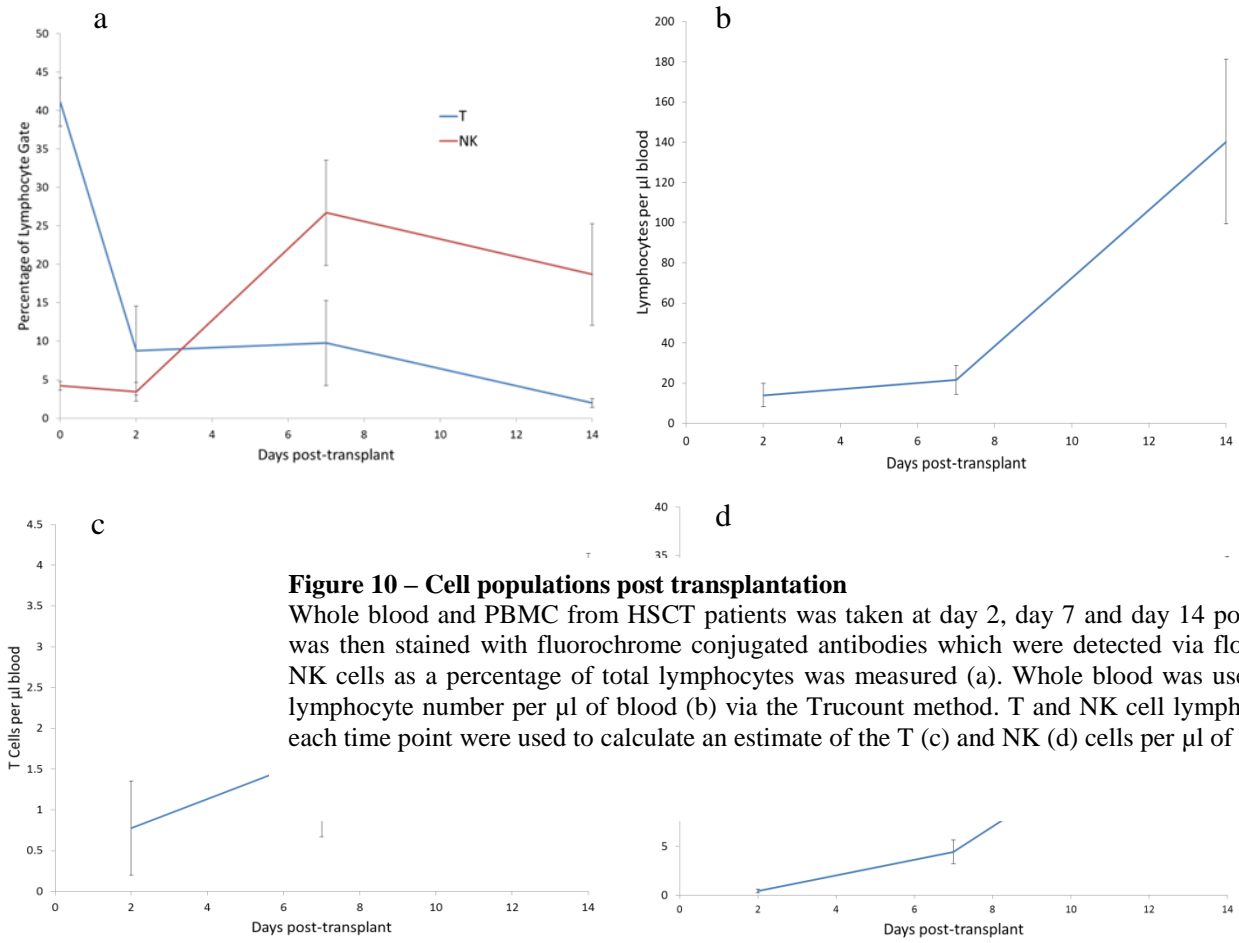 a
50
45
40
35
30
25
20
15
10
5
0
Percentage of Lymphocyte Gate
T
NK
0 2 4 6 8 10 12 14
Days post-transplant
b
200
180
160
140
120
100
80
60
40
20
0
Lymphocytes per µl blood
0 2 4 6 8 10 12 14
Days post-transplant
c
4.5
4
3.5
3
2.5
2
1.5
1
0.5
0
T Cells per µl blood
0 2 4 6 8 10 12 14
Days post-transplant
d
40
35
5
0
0 2 4 6 8 10 12 14
Days post-transplant
Figure 10 – Cell populations post transplantation
Whole blood and PBMC from HSCT patients was taken at day 2, day 7 and day 14 po
was then stained with fluorochrome conjugated antibodies which were detected via flo
NK cells as a percentage of total lymphocytes was measured (a). Whole blood was use
lymphocyte number per µl of blood (b) via the Trucount method. T and NK cell lymph
each time point were used to calculate an estimate of the T (c) and NK (d) cells per µl of